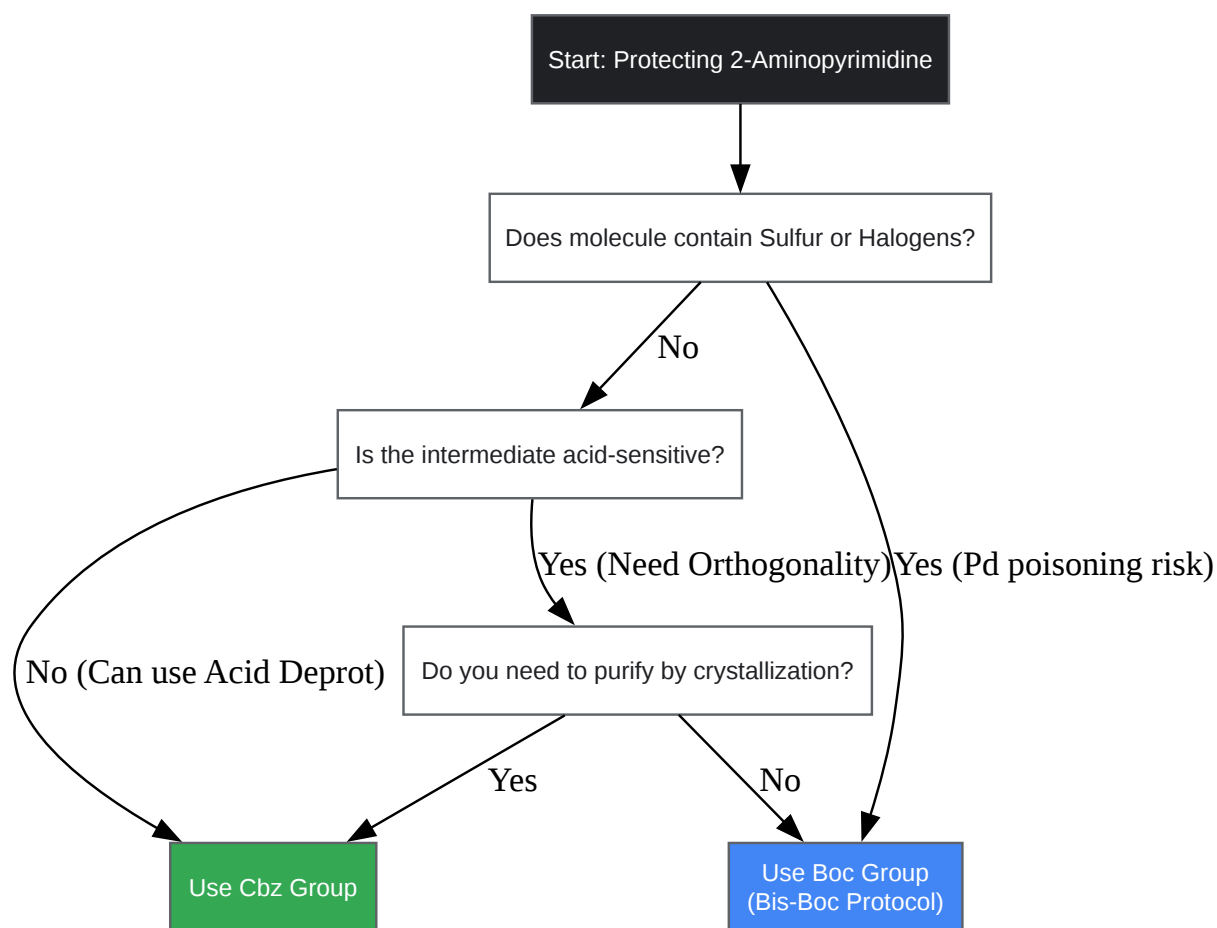 Start: Protecting 2-Aminopyrimidine
Does molecule contain Sulfur or Halogens?
No
Is the intermediate acid-sensitive?
Yes (Need Orthogonality)
Yes (Pd poisoning risk)
No (Can use Acid Deprot)
Do you need to purify by crystallization?
Yes
No
Use Cbz Group
Use Boc Group
(Bis-Boc Protocol)